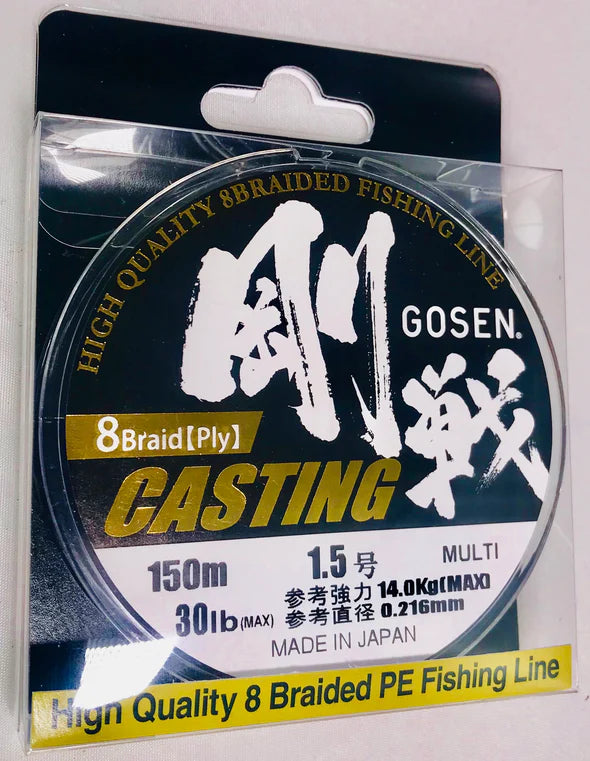 HIGH QUALITY 8BRAIDED FISHING LINE
剛戦
GOSEN®
8Braid【Ply】
CASTING
150m 1.5号 MULTI
30lb(MAX) 参考強力 14.0Kg(MAX)
参考直径 0.216mm
MADE IN JAPAN
High Quality 8 Braided PE Fishing Line